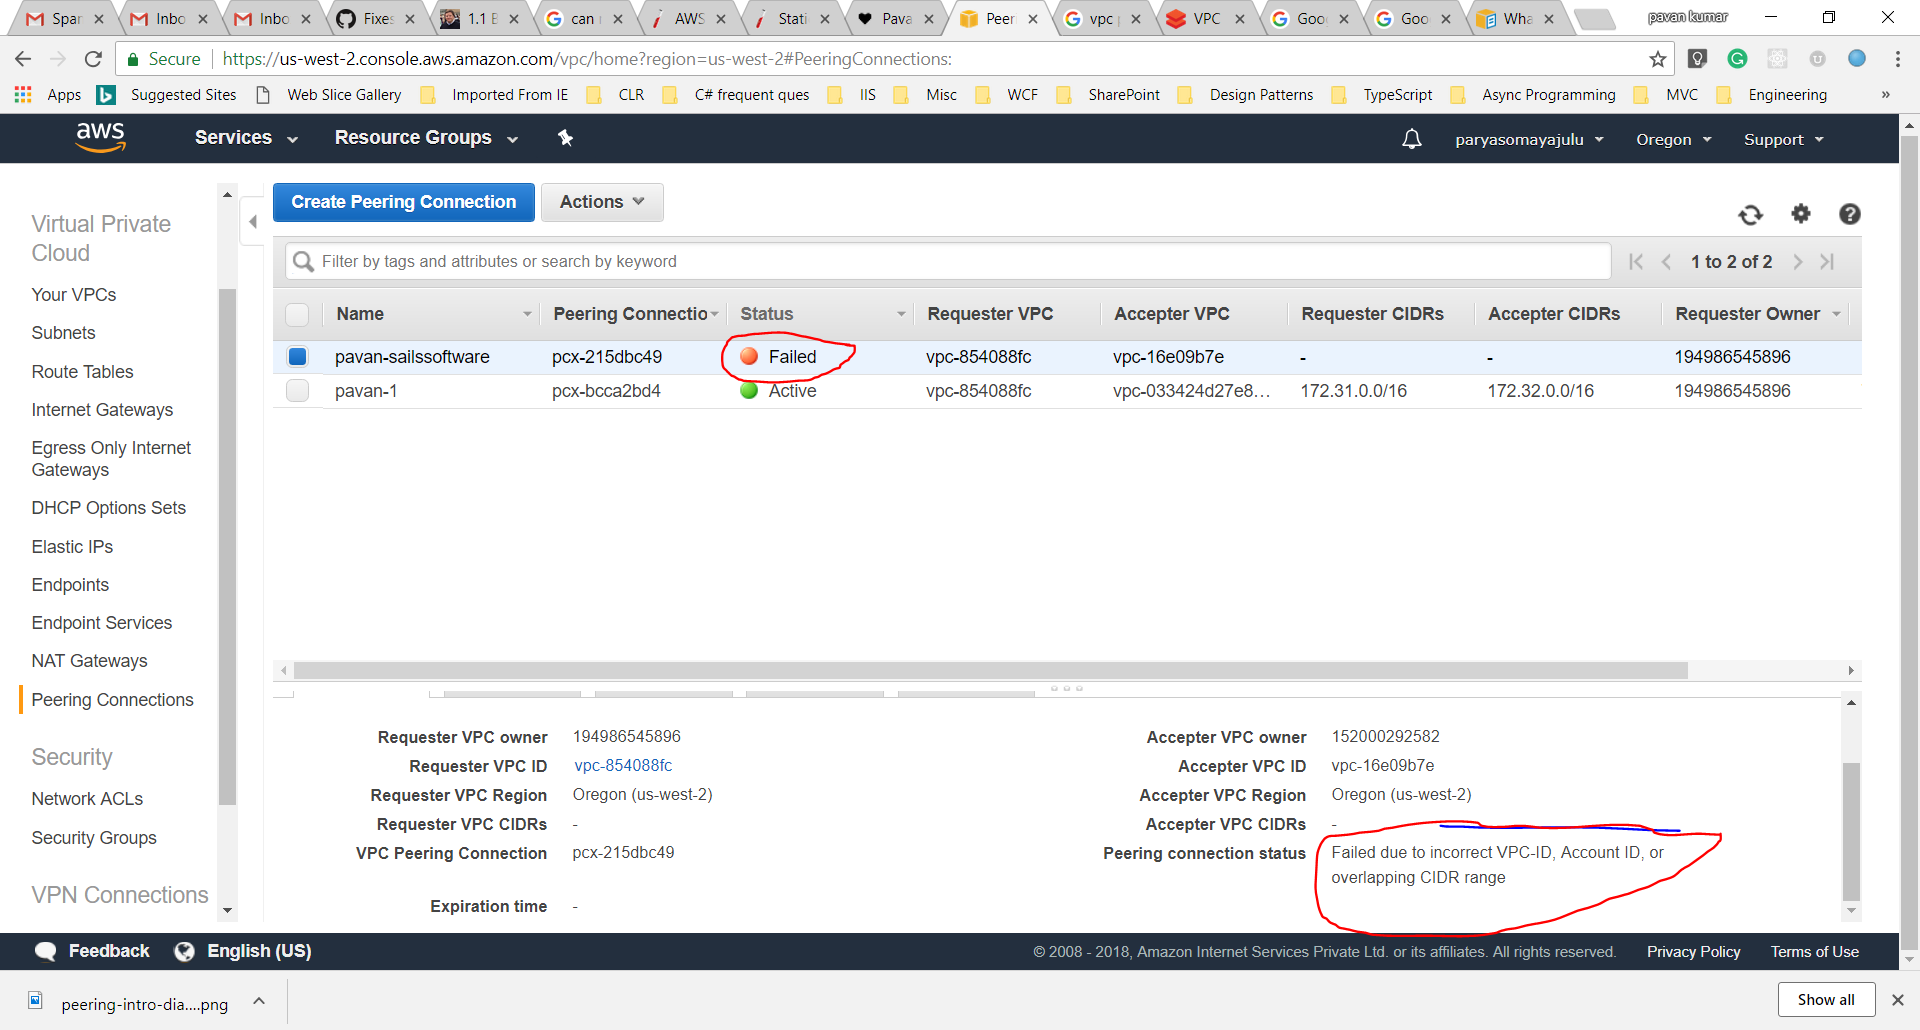 Spar
Inbo
Inbo
Fixes
1.1 E
can
AWS
Stati
Pava
Peeri
vpc p
VPC
Goo
Goo
Wha
pavan kumar
Secure
https://us-west-2.console.aws.amazon.com/vpc/home?region=us-west-2#PeeringConnections:
Apps
Suggested Sites
Web Slice Gallery
Imported From IE
CLR
C# frequent ques
IIS
Misc
WCF
SharePoint
Design Patterns
TypeScript
Async Programming
MVC
Engineering
»
aws
Services
Resource Groups
paryasomayajulu
Oregon
Support
Virtual Private
Cloud
Your VPCs
Subnets
Route Tables
Internet Gateways
Egress Only Internet
Gateways
DHCP Options Sets
Elastic IPs
Endpoints
Endpoint Services
NAT Gateways
Peering Connections
Security
Network ACLs
Security Groups
VPN Connections
Create Peering Connection
Actions
Filter by tags and attributes or search by keyword
1 to 2 of 2
Name Peering Connectio Status Requester VPC Accepter VPC Requester CIDRs Accepter CIDRs Requester Owner
pavan-sailssoftware pcx-215dbc49 Failed vpc-854088fc vpc-16e09b7e - - 194986545896
pavan-1 pcx-bcca2bd4 Active vpc-854088fc vpc-033424d27e8... 172.31.0.0/16 172.32.0.0/16 194986545896
Requester VPC owner 194986545896
Requester VPC ID vpc-854088fc
Requester VPC Region Oregon (us-west-2)
Requester VPC CIDRs -
VPC Peering Connection pcx-215dbc49
Expiration time -
Accepter VPC owner 152000292582
Accepter VPC ID vpc-16e09b7e
Accepter VPC Region Oregon (us-west-2)
Accepter VPC CIDRs -
Peering connection status Failed due to incorrect VPC-ID, Account ID, or
overlapping CIDR range
Feedback
English (US)
© 2008 - 2018, Amazon Internet Services Private Ltd. or its affiliates. All rights reserved.
Privacy Policy
Terms of Use
peering-intro-dia....png
Show all